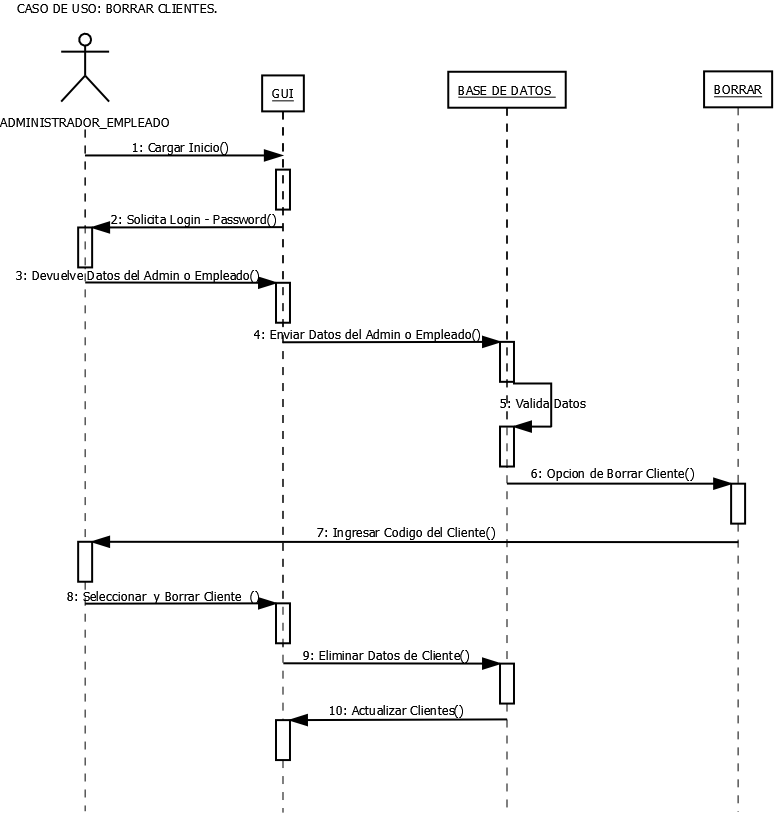 CASO DE USO: BORRAR CLIENTES.
GUI
BASE DE DATOS
BORRAR
ADMINISTRADOR_EMPLEADO
1: Cargar Inicio()
2: Solicita Login - Password()
3: Devuelve Datos del Admin o Empleado()
4: Enviar Datos del Admin o Empleado()
5: Valida Datos
6: Opcion de Borrar Cliente()
7: Ingresar Codigo del Cliente()
8: Seleccionar y Borrar Cliente ()
9: Eliminar Datos de Cliente()
10: Actualizar Clientes()